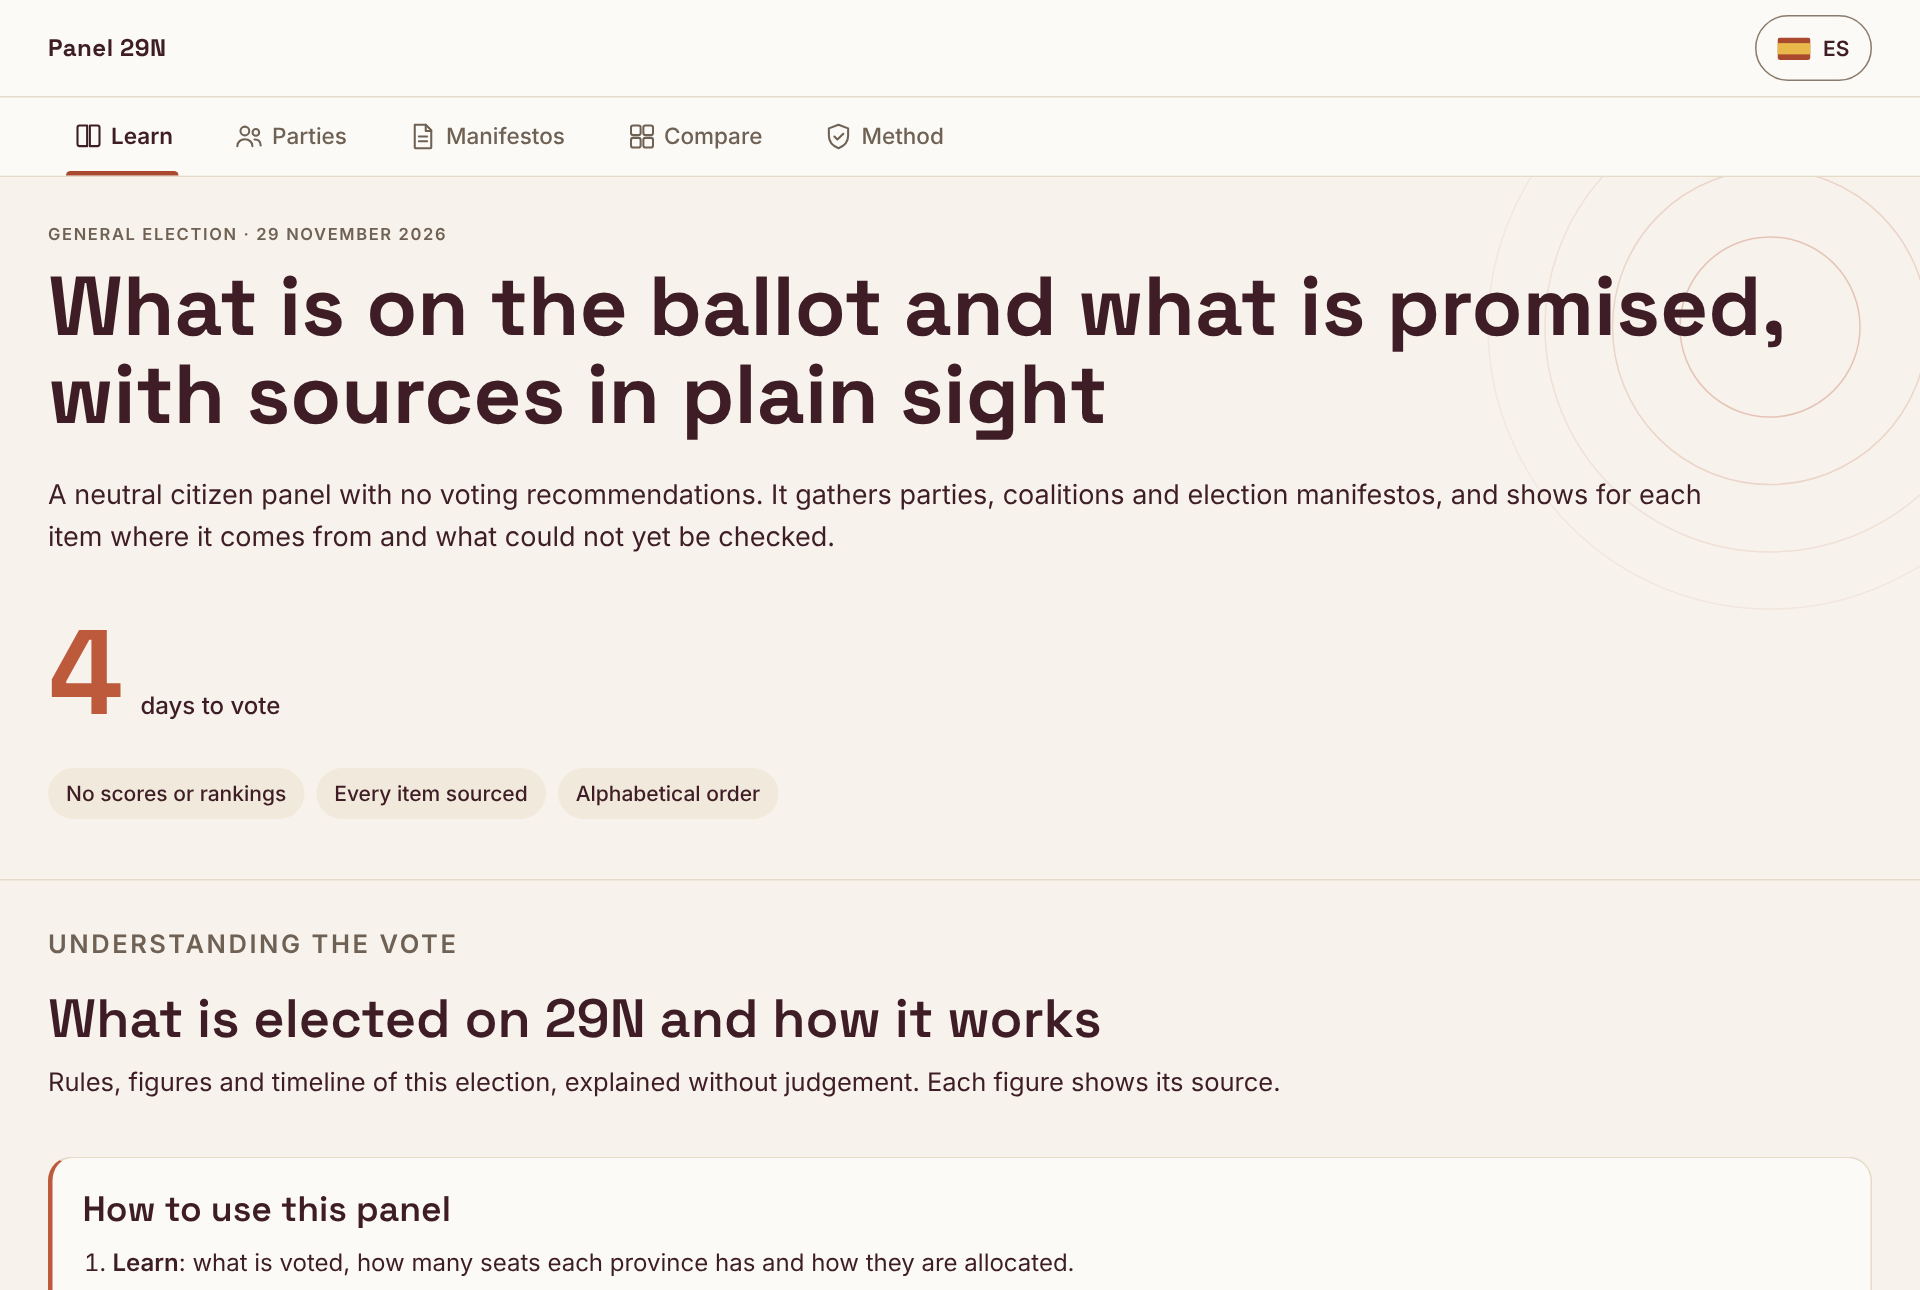 Panel 29N
ES
Learn
Parties
Manifestos
Compare
Method
GENERAL ELECTION · 29 NOVEMBER 2026
What is on the ballot and what is promised,
with sources in plain sight
A neutral citizen panel with no voting recommendations. It gathers parties, coalitions and election manifestos, and shows for each
item where it comes from and what could not yet be checked.
4
days to vote
No scores or rankings
Every item sourced
Alphabetical order
UNDERSTANDING THE VOTE
What is elected on 29N and how it works
Rules, figures and timeline of this election, explained without judgement. Each figure shows its source.
How to use this panel
1. Learn: what is voted, how many seats each province has and how they are allocated.